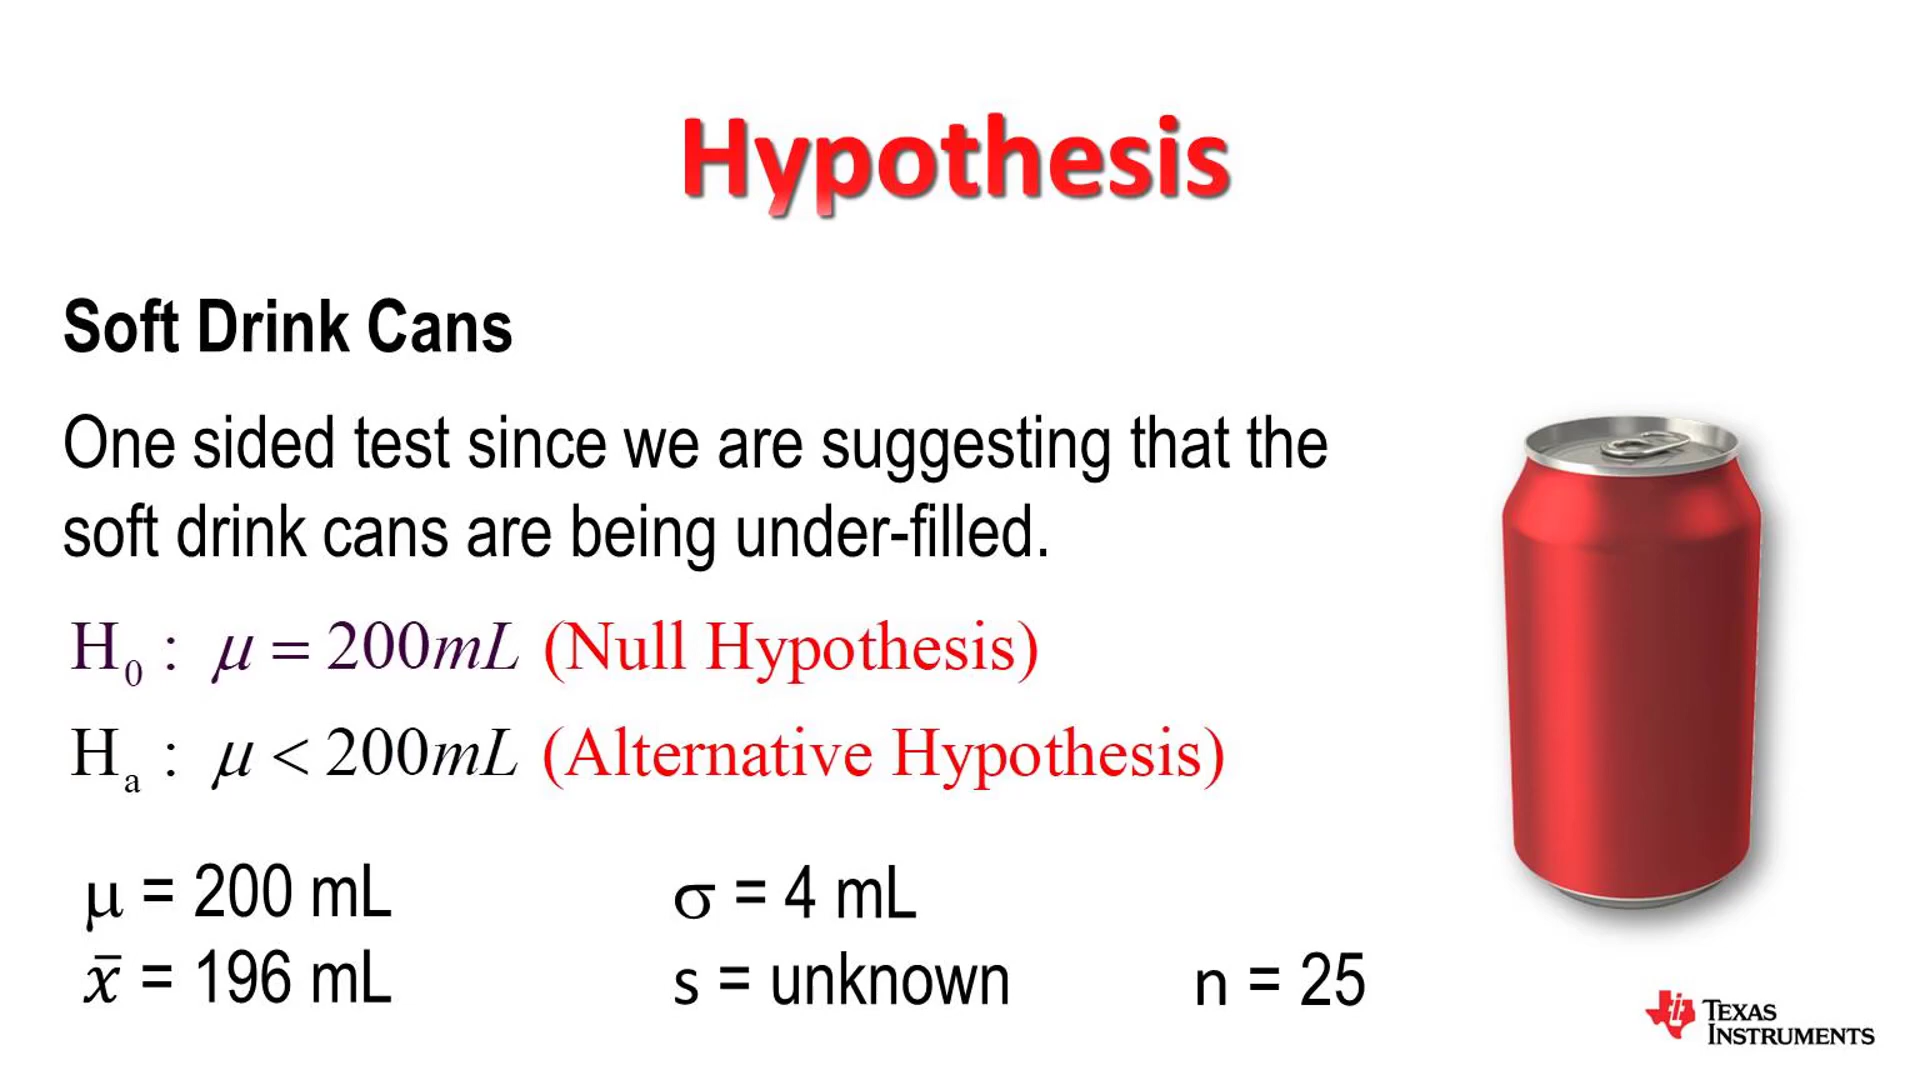 Hypothesis
Soft Drink Cans
One sided test since we are suggesting that the
soft drink cans are being under-filled.
H₀ : μ = 200mL (Null Hypothesis)
Hₐ : μ < 200mL (Alternative Hypothesis)
μ = 200 mL σ = 4 mL
x̄ = 196 mL s = unknown n = 25
TEXAS
INSTRUMENTS